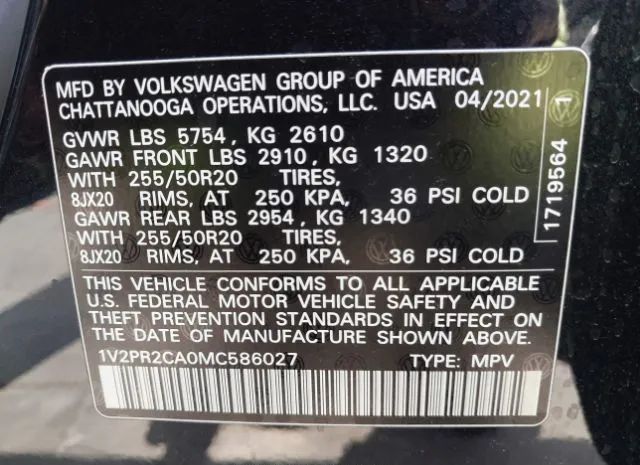 MFD BY VOLKSWAGEN GROUP OF AMERICA
CHATTANOOGA OPERATIONS, LLC. USA 04/2021
GVWR LBS 5754, KG 2610
GAWR FRONT LBS 2910, KG 1320
WITH 255/50R20 TIRES,
8JX20 RIMS, AT 250 KPA, 36 PSI COLD
GAWR REAR LBS 2954, KG 1340
WITH 255/50R20 TIRES,
8JX20 RIMS, AT 250 KPA, 36 PSI COLD
THIS VEHICLE CONFORMS TO ALL APPLICABLE
U.S. FEDERAL MOTOR VEHICLE SAFETY AND
THEFT PREVENTION STANDARDS IN EFFECT ON
THE DATE OF MANUFACTURE SHOWN ABOVE.
1V2PR2CA0MC586027 TYPE: MPV
1719564 1